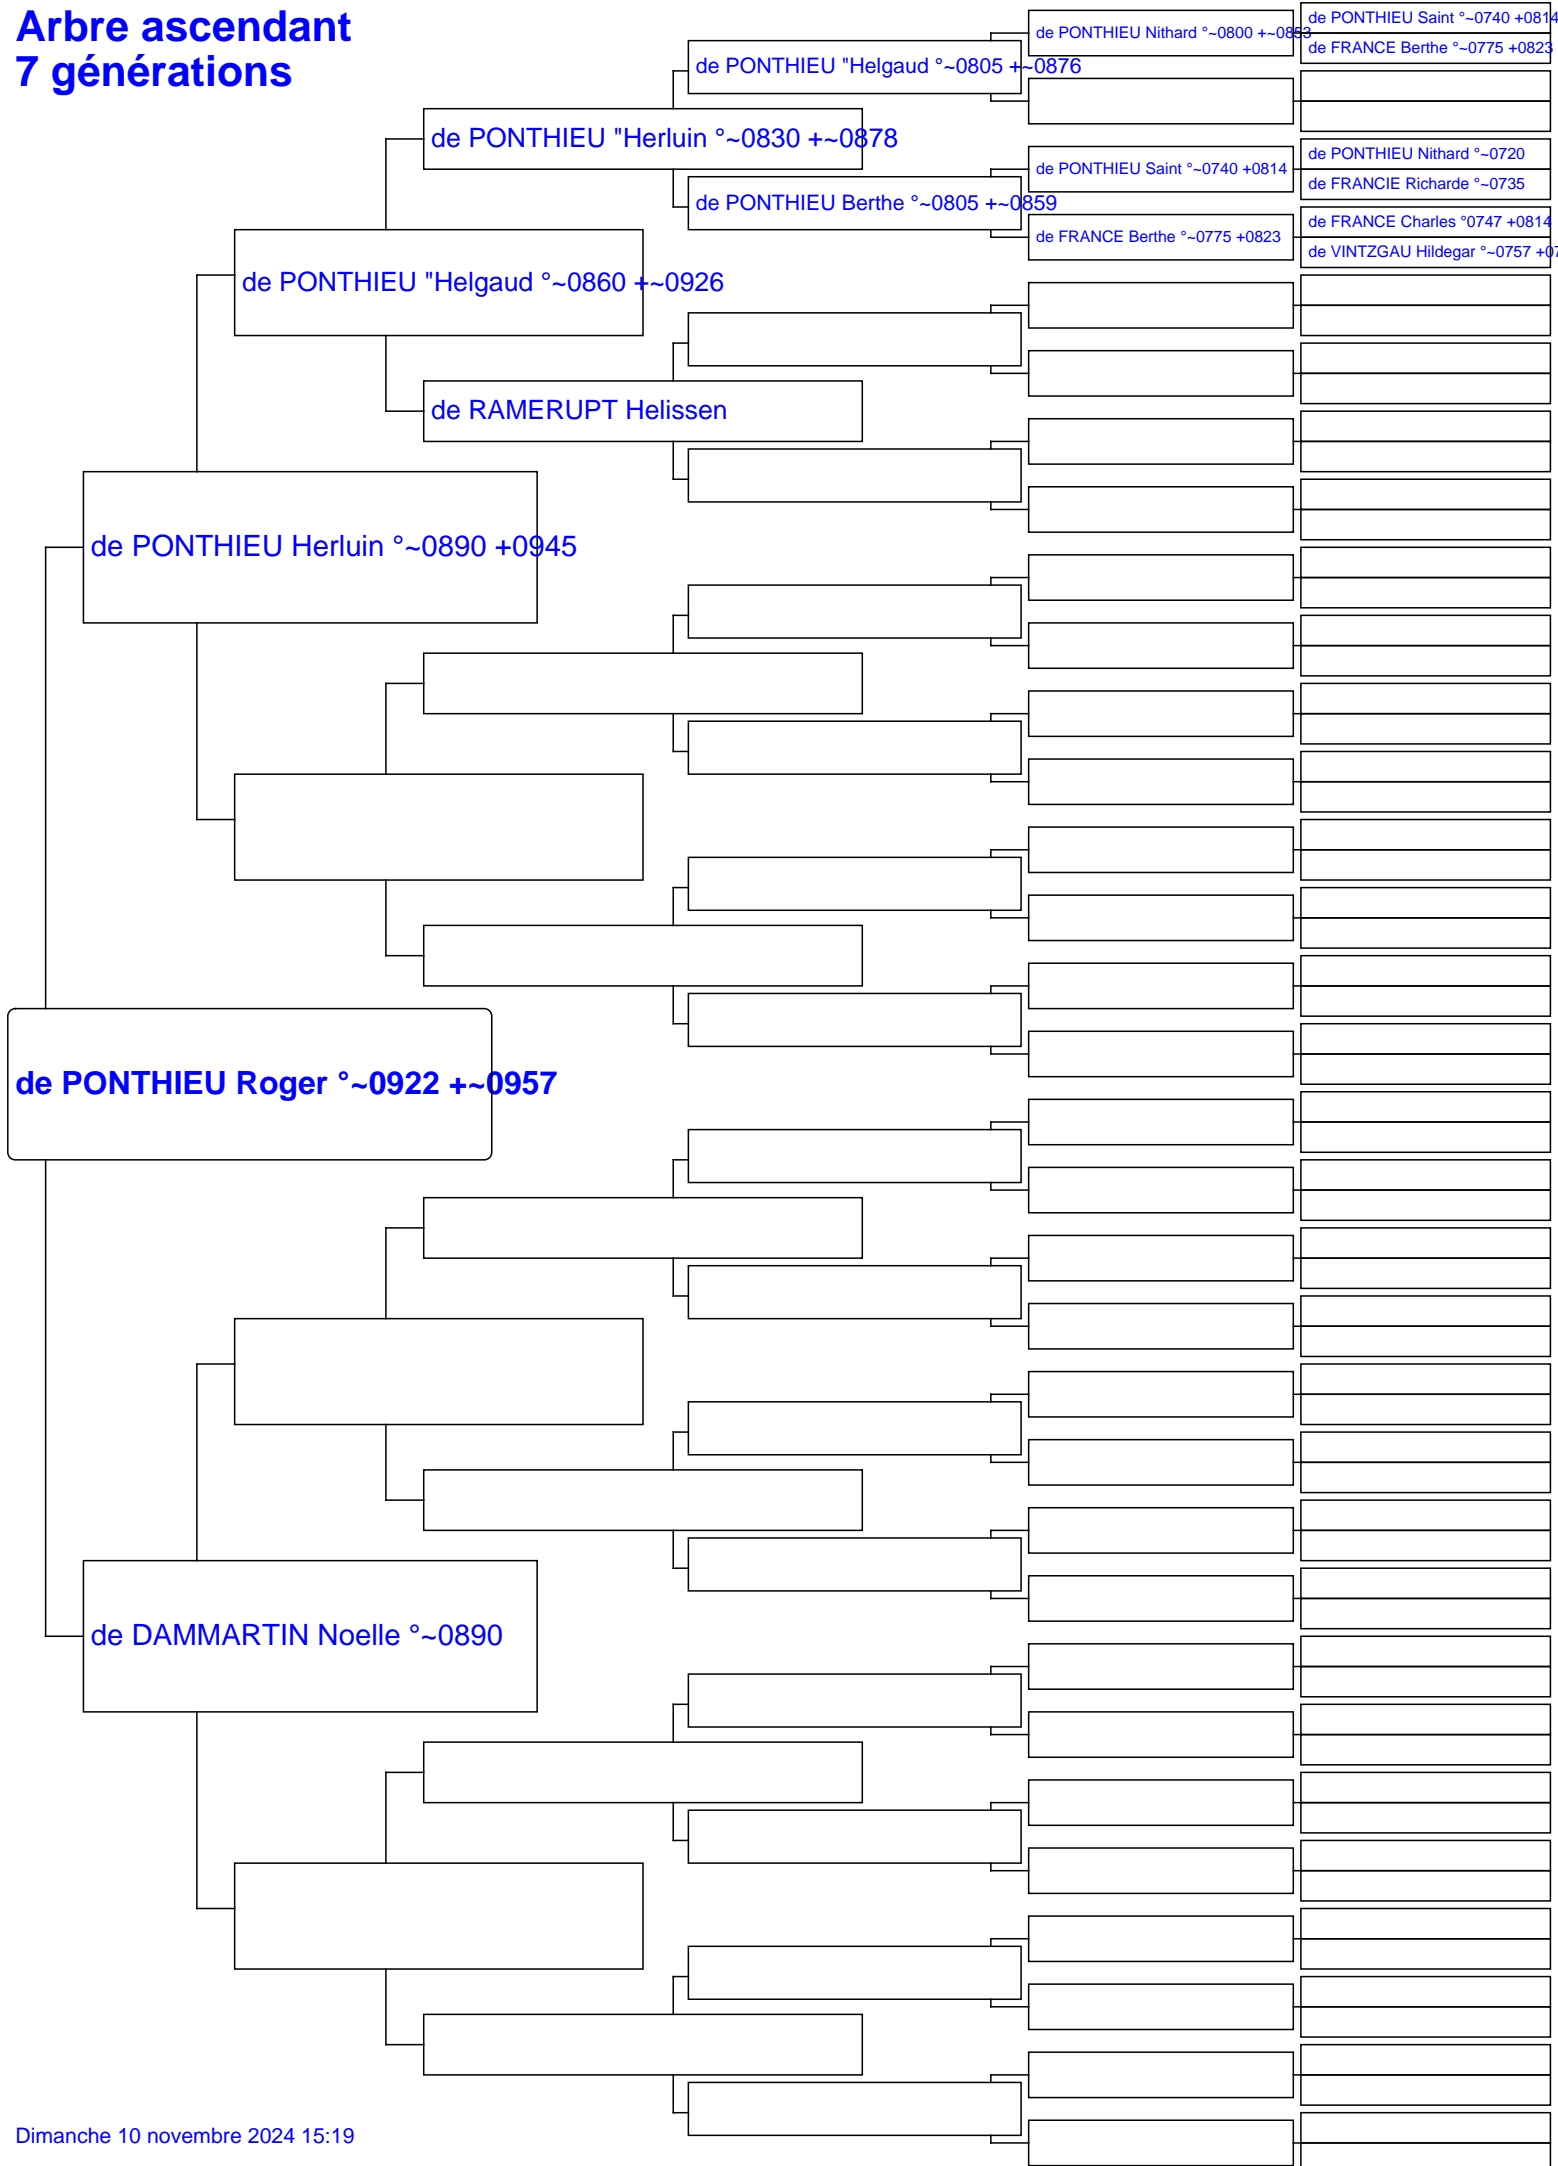 Arbre ascendant
7 générations
de PONTHIEU Saint °~0740 +0814
de PONTHIEU Nithard °~0800 +~0853
de FRANCE Berthe °~0775 +0823
de PONTHIEU "Helgaud °~0805 +~0876
de PONTHIEU "Herluin °~0830 +~0878
de PONTHIEU Nithard °~0720
de PONTHIEU Saint °~0740 +0814
de FRANCIE Richarde °~0735
de PONTHIEU Berthe °~0805 +~0859
de FRANCE Charles °0747 +0814
de FRANCE Berthe °~0775 +0823
de VINTZGAU Hildegar °~0757 +07
de PONTHIEU "Helgaud °~0860 +~0926
de RAMERUPT Helissen
de PONTHIEU Herluin °~0890 +0945
de PONTHIEU Roger °~0922 +~0957
de DAMMARTIN Noelle °~0890
Dimanche 10 novembre 2024 15:19